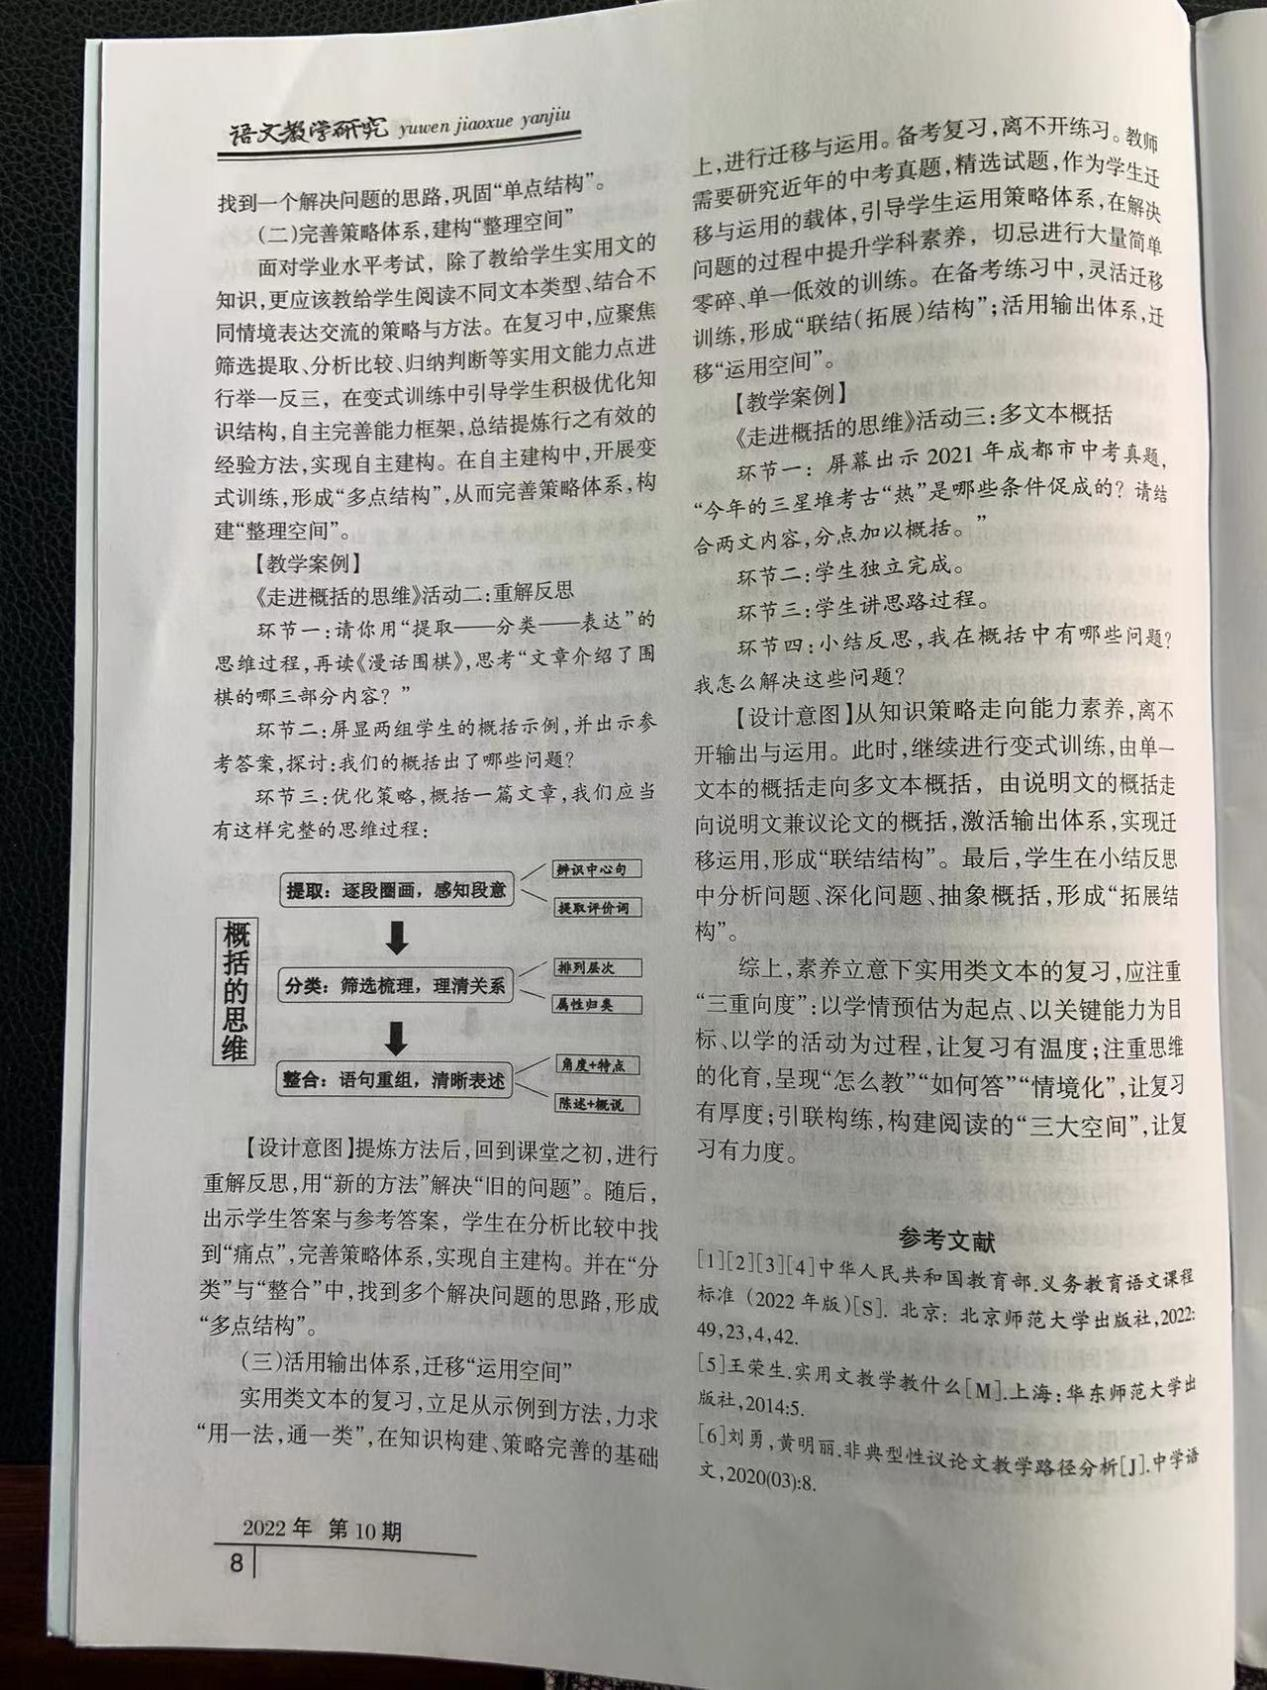 语文教学研究 yuwen jiaoxue yanjiu
找到一个解决问题的思路,巩固“单点结构”。
(二)完善策略体系,建构“整理空间”
面对学业水平考试，除了教给学生实用文的
知识,更应该教给学生阅读不同文本类型、结合不
同情境表达交流的策略与方法。在复习中,应聚焦
筛选提取、分析比较、归纳判断等实用文能力点进
行举一反三，在变式训练中引导学生积极优化知
识结构,自主完善能力框架,总结提炼行之有效的
经验方法,实现自主建构。在自主建构中,开展变
式训练,形成“多点结构”,从而完善策略体系,构
建“整理空间”。
【教学案例】
《走进概括的思维》活动二:重解反思
环节一:请你用“提取——分类——表达”的
思维过程,再读《漫话围棋》,思考“文章介绍了围
棋的哪三部分内容？”
环节二:屏显两组学生的概括示例,并出示参
考答案,探讨:我们的概括出了哪些问题?
环节三:优化策略,概括一篇文章,我们应当
有这样完整的思维过程:
概括的思维
提取：逐段圈画，感知段意
辨识中心句
提取评价词
分类：筛选梳理，理清关系
排列层次
属性归类
整合：语句重组，清晰表述
角度+特点
陈述+概说
【设计意图】提炼方法后,回到课堂之初,进行
重解反思,用“新的方法”解决“旧的问题”。随后,
出示学生答案与参考答案，学生在分析比较中找
到“痛点”,完善策略体系,实现自主建构。并在“分
类”与“整合”中,找到多个解决问题的思路,形成
“多点结构”。
(三)活用输出体系,迁移“运用空间”
实用类文本的复习,立足从示例到方法,力求
“用一法,通一类”,在知识构建、策略完善的基础
上,进行迁移与运用。备考复习,离不开练习。教师
需要研究近年的中考真题,精选试题,作为学生迁
移与运用的载体,引导学生运用策略体系,在解决
问题的过程中提升学科素养，切忌进行大量简单
零碎、单一低效的训练。在备考练习中,灵活迁移
训练,形成“联结(拓展)结构”;活用输出体系,迁
移“运用空间”。
【教学案例】
《走进概括的思维》活动三:多文本概括
环节一：屏幕出示 2021 年成都市中考真题,
“今年的三星堆考古“热”是哪些条件促成的？请结
合两文内容,分点加以概括。”
环节二:学生独立完成。
环节三:学生讲思路过程。
环节四:小结反思,我在概括中有哪些问题?
我怎么解决这些问题?
【设计意图】从知识策略走向能力素养,离不
开输出与运用。此时,继续进行变式训练,由单一
文本的概括走向多文本概括，由说明文的概括走
向说明文兼议论文的概括,激活输出体系,实现迁
移运用,形成“联结结构”。最后,学生在小结反思
中分析问题、深化问题、抽象概括,形成“拓展结
构”。
综上,素养立意下实用类文本的复习,应注重
“三重向度”:以学情预估为起点、以关键能力为目
标、以学的活动为过程,让复习有温度;注重思维
的化育,呈现“怎么教”“如何答”“情境化”,让复习
有厚度;引联构练,构建阅读的“三大空间”,让复
习有力度。
参考文献
[1][2][3][4]中华人民共和国教育部.义务教育语文课程
标准 (2022 年版)[S]. 北京：北京师范大学出版社,2022:
49,23,4,42.
[5]王荣生.实用文教学教什么[M].上海:华东师范大学出
版社,2014:5.
[6]刘勇,黄明丽.非典型性议论文教学路径分析[J].中学语
文,2020(03):8.
2022 年 第 10 期
8